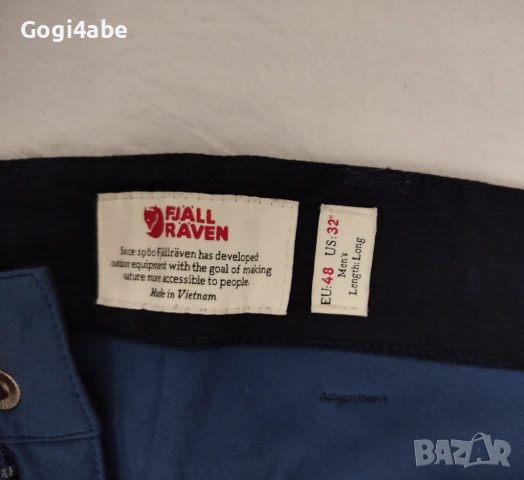 Gogi4abe
FJÄLL
RÄVEN
Since 1960 Fjällräven has developed
outdoor equipment with the goal of making
nature more accessible to people.
Made in Vietnam
EU:48 US:32"
Men's
Length:Long
BAZAR